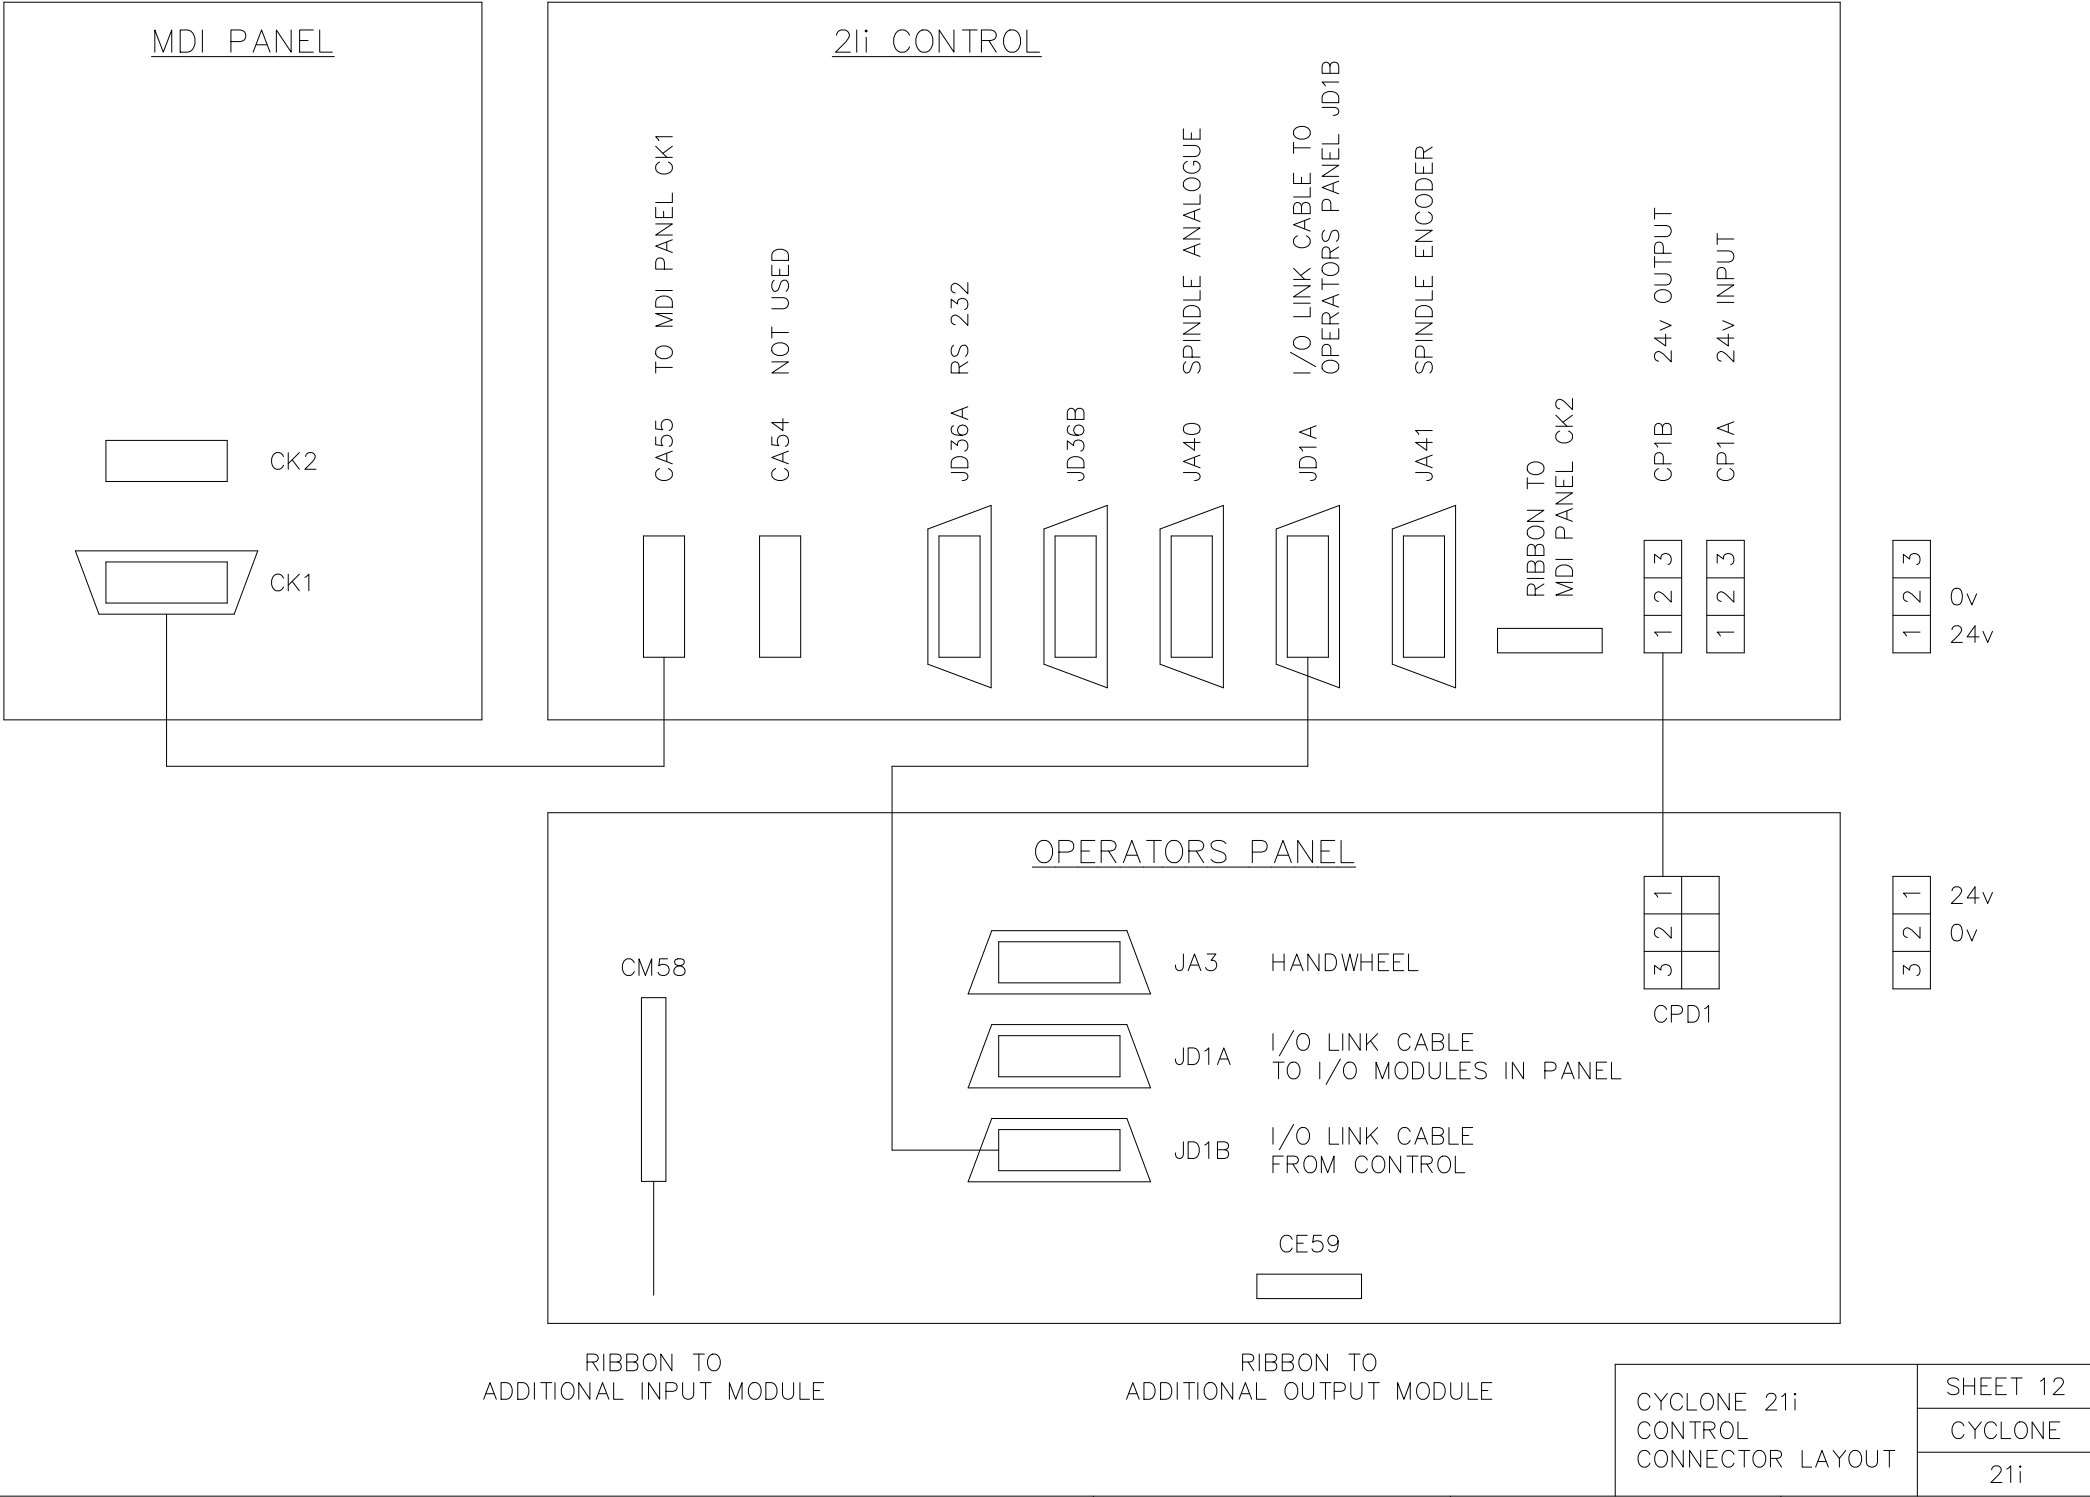 MDI PANEL
CK2
CK1
2li CONTROL
CA55 TO MDI PANEL CK1
CA54 NOT USED
JD36A RS 232
JD36B
JA40 SPINDLE ANALOGUE
JD1A I/O LINK CABLE TO
OPERATORS PANEL JD1B
JA41 SPINDLE ENCODER
RIBBON TO
MDI PANEL CK2
CP1B 24v OUTPUT
CP1A 24v INPUT
1 2 3
1 2 3
1 2 3
0v
24v
OPERATORS PANEL
CM58
JA3 HANDWHEEL
JD1A I/O LINK CABLE
TO I/O MODULES IN PANEL
JD1B I/O LINK CABLE
FROM CONTROL
CE59
3 2 1
CPD1
3 2 1
24v
0v
RIBBON TO
ADDITIONAL INPUT MODULE
RIBBON TO
ADDITIONAL OUTPUT MODULE
CYCLONE 21i
CONTROL
CONNECTOR LAYOUT
SHEET 12
CYCLONE
21i